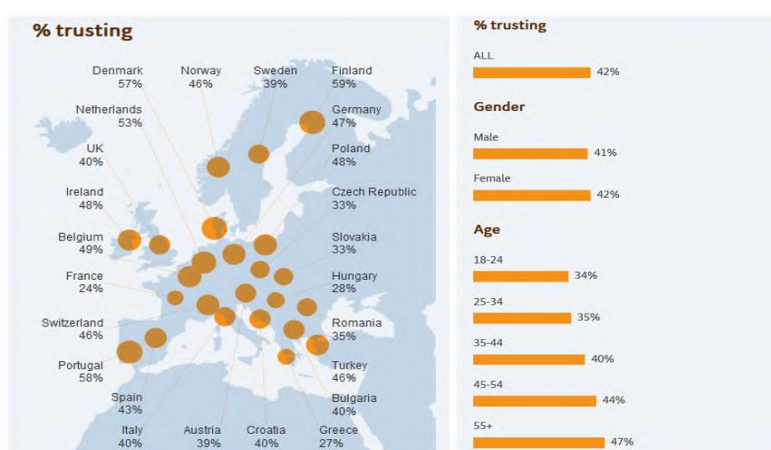 % trusting
Denmark
57%
Norway
46%
Sweden
39%
Finland
59%
Netherlands
53%
Germany
47%
UK
40%
Poland
48%
Ireland
48%
Czech Republic
33%
Belgium
49%
Slovakia
33%
France
24%
Hungary
28%
Switzerland
46%
Romania
35%
Portugal
58%
Turkey
46%
Spain
43%
Bulgaria
40%
Italy
40%
Austria
39%
Croatia
40%
Greece
27%
% trusting
ALL
42%
Gender
Male
41%
Female
42%
Age
18-24
34%
25-34
35%
35-44
40%
45-54
44%
55+
47%